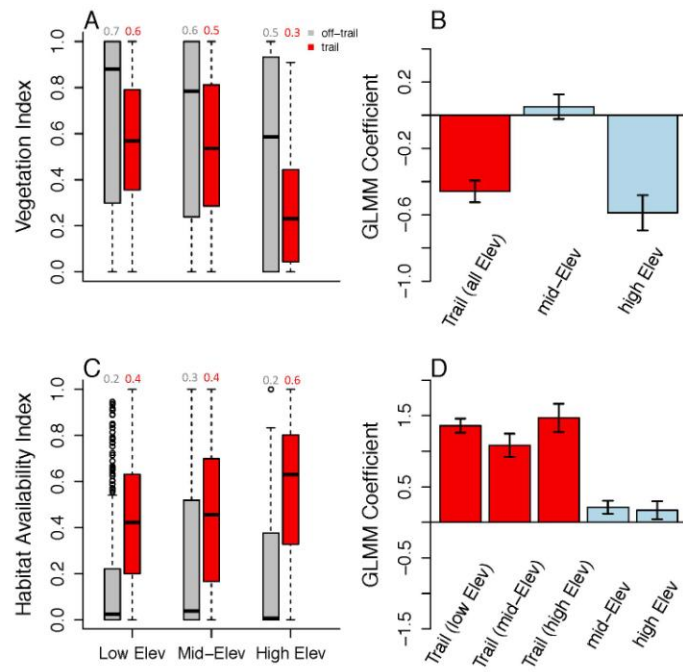 A
0.7 0.6 0.6 0.5 0.5 0.3
off−trail
trail
Vegetation Index
1.0
0.8
0.6
0.4
0.2
0.0
B
GLMM Coefficient
0.2
−0.2
−0.6
−1.0
Trail (all Elev)
mid−Elev
high Elev
C
0.2 0.4 0.3 0.4 0.2 0.6
Habitat Availability Index
1.0
0.8
0.6
0.4
0.2
0.0
Low Elev Mid−Elev High Elev
D
GLMM Coefficient
1.5
0.5
−0.5
−1.5
Trail (low Elev)
Trail (mid−Elev)
Trail (high Elev)
mid−Elev
high Elev